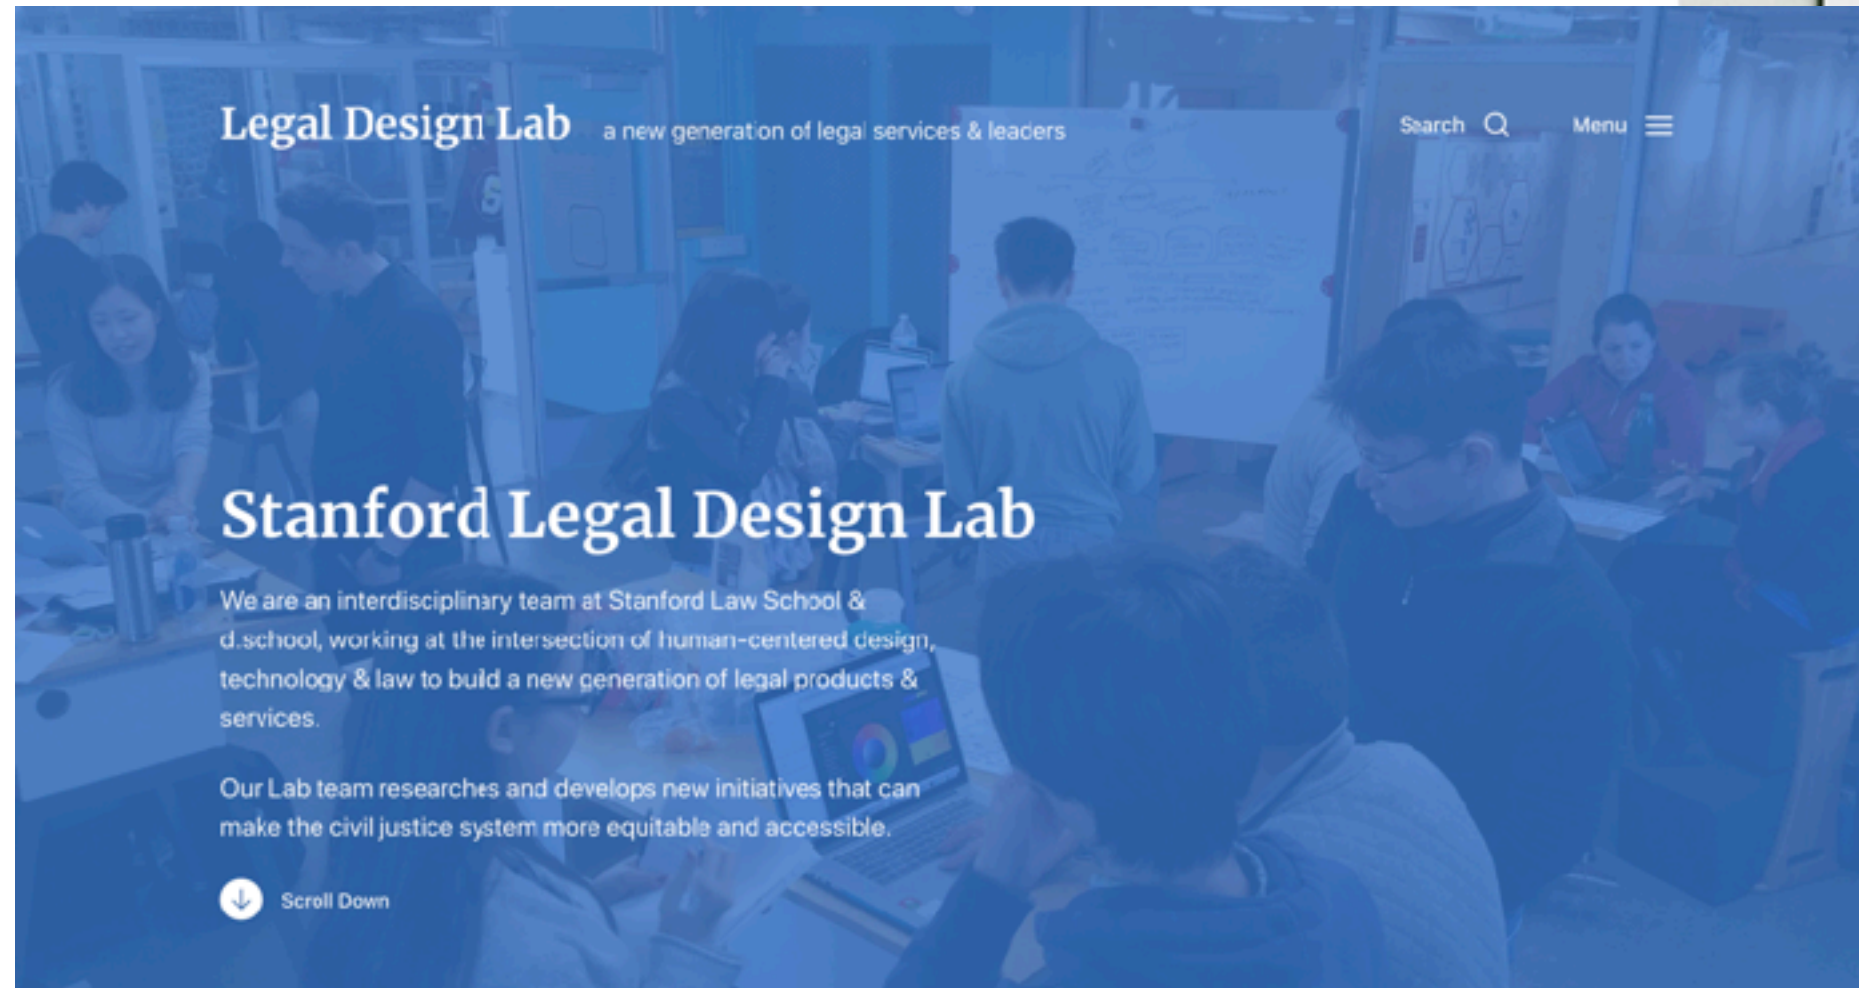 Legal Design Lab a new generation of legal services & leaders
Search Menu
Stanford Legal Design Lab
We are an interdisciplinary team at Stanford Law School &
d.school, working at the intersection of human-centered design,
technology & law to build a new generation of legal products &
services.
Our Lab team researches and develops new initiatives that can
make the civil justice system more equitable and accessible.
Scroll Down